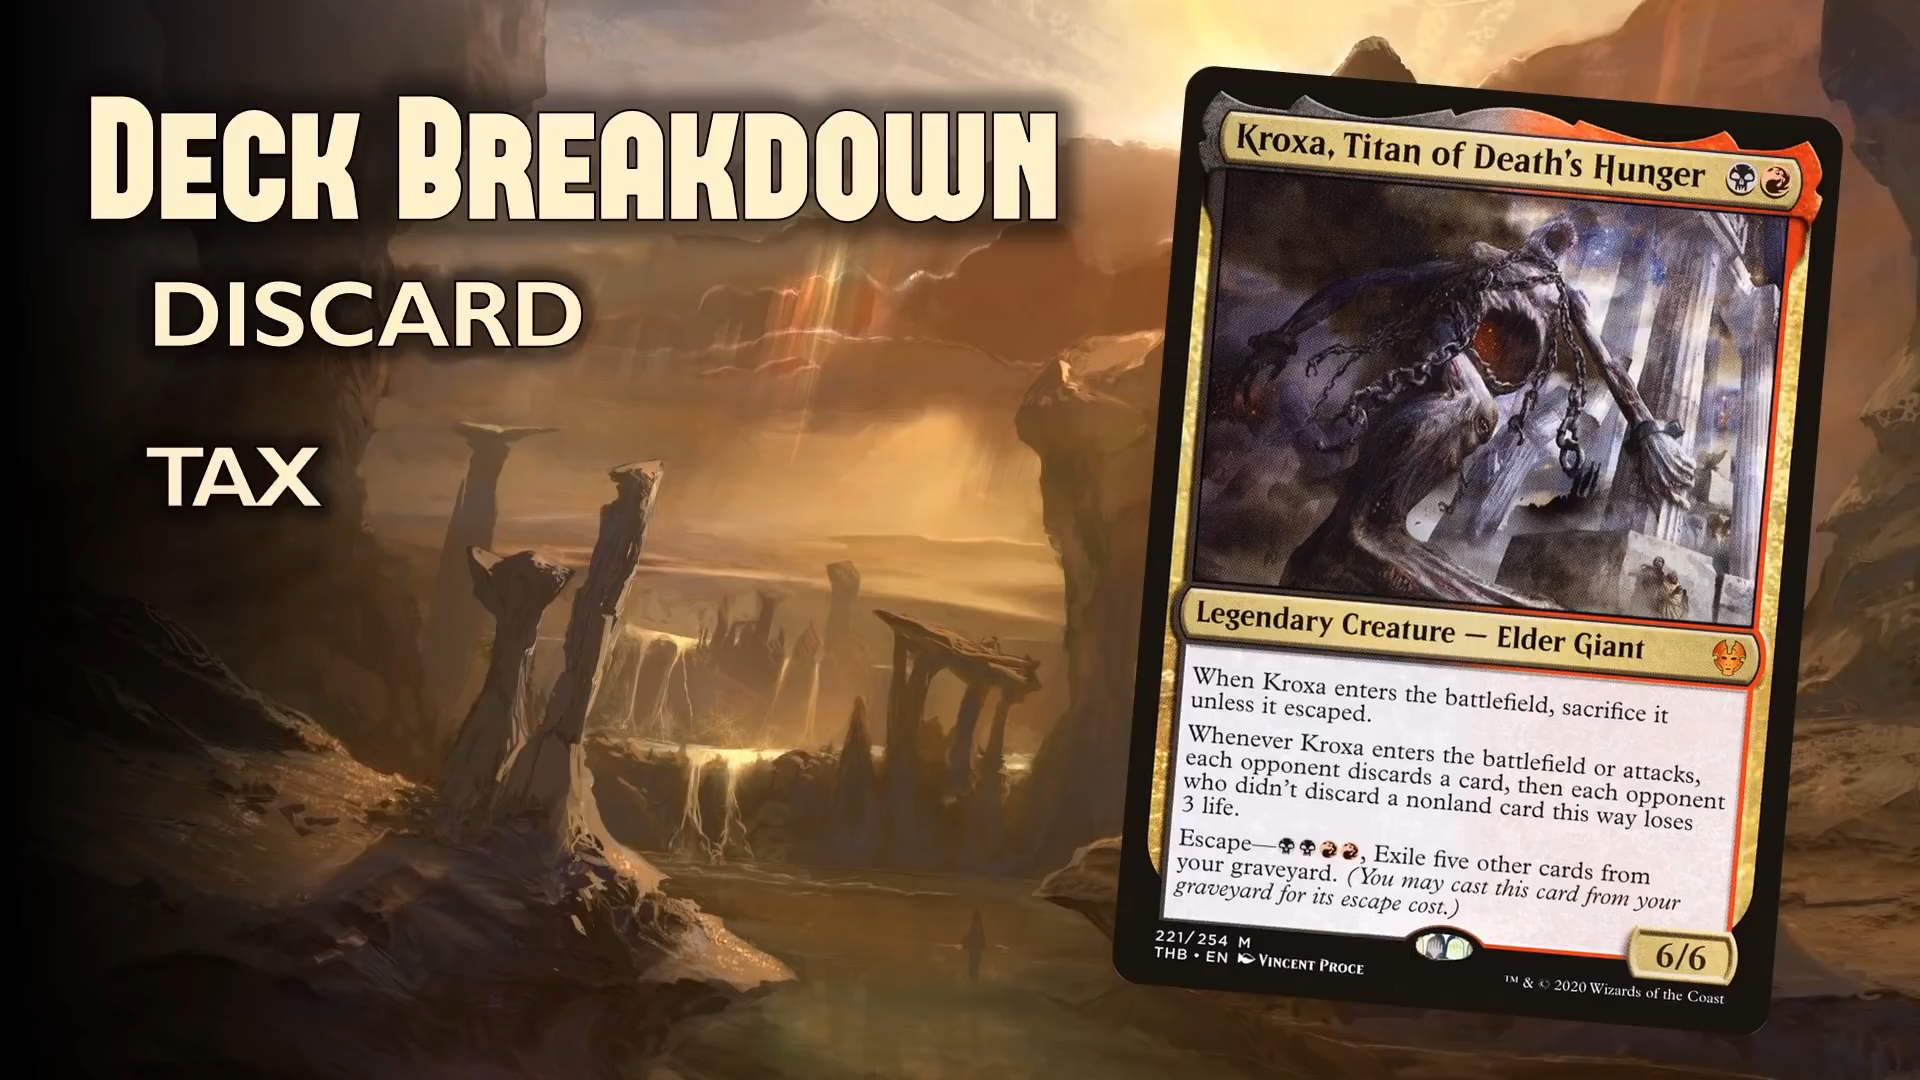 DECK BREAKDOWN
DISCARD
TAX
Kroxa, Titan of Death's Hunger
Legendary Creature — Elder Giant
When Kroxa enters the battlefield, sacrifice it
unless it escaped.
Whenever Kroxa enters the battlefield or attacks,
each opponent discards a card, then each opponent
who didn't discard a nonland card this way loses
3 life.
Escape—, Exile five other cards from
your graveyard. (You may cast this card from your
graveyard for its escape cost.)
6/6
221/254 M
THB • EN VINCENT PROCE
™ & © 2020 Wizards of the Coast